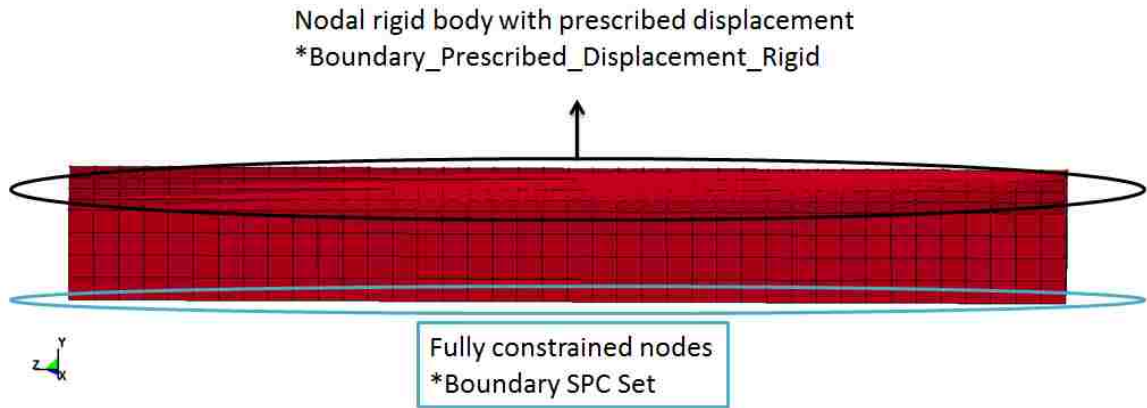 Nodal rigid body with prescribed displacement
*Boundary_Prescribed_Displacement_Rigid
Fully constrained nodes
*Boundary SPC Set
Y
Z
X